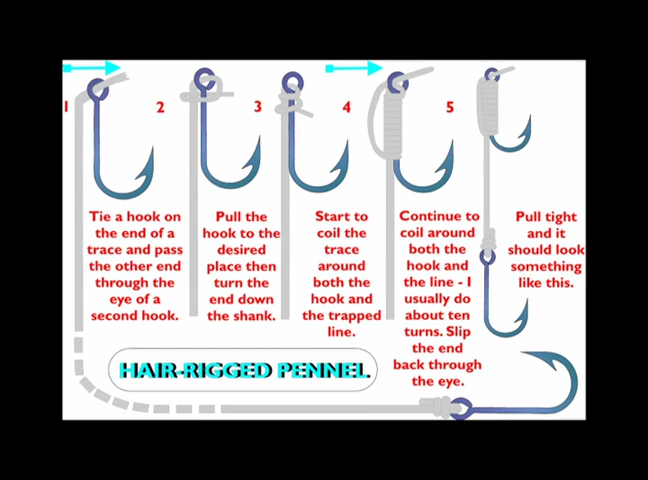 1
2
3
4
5
Tie a hook on
the end of a
trace and pass
the other end
through the
eye of a
second hook.
Pull the
hook to the
desired
place then
turn the
end down
the shank.
Start to
coil the
trace
around
both the
hook and
the trapped
line.
Continue to
coil around
both the
hook and
the line - I
usually do
about ten
turns. Slip
the end
back through
the eye.
Pull tight
and it
should look
something
like this.
HAIR-RIGGED PENNEL